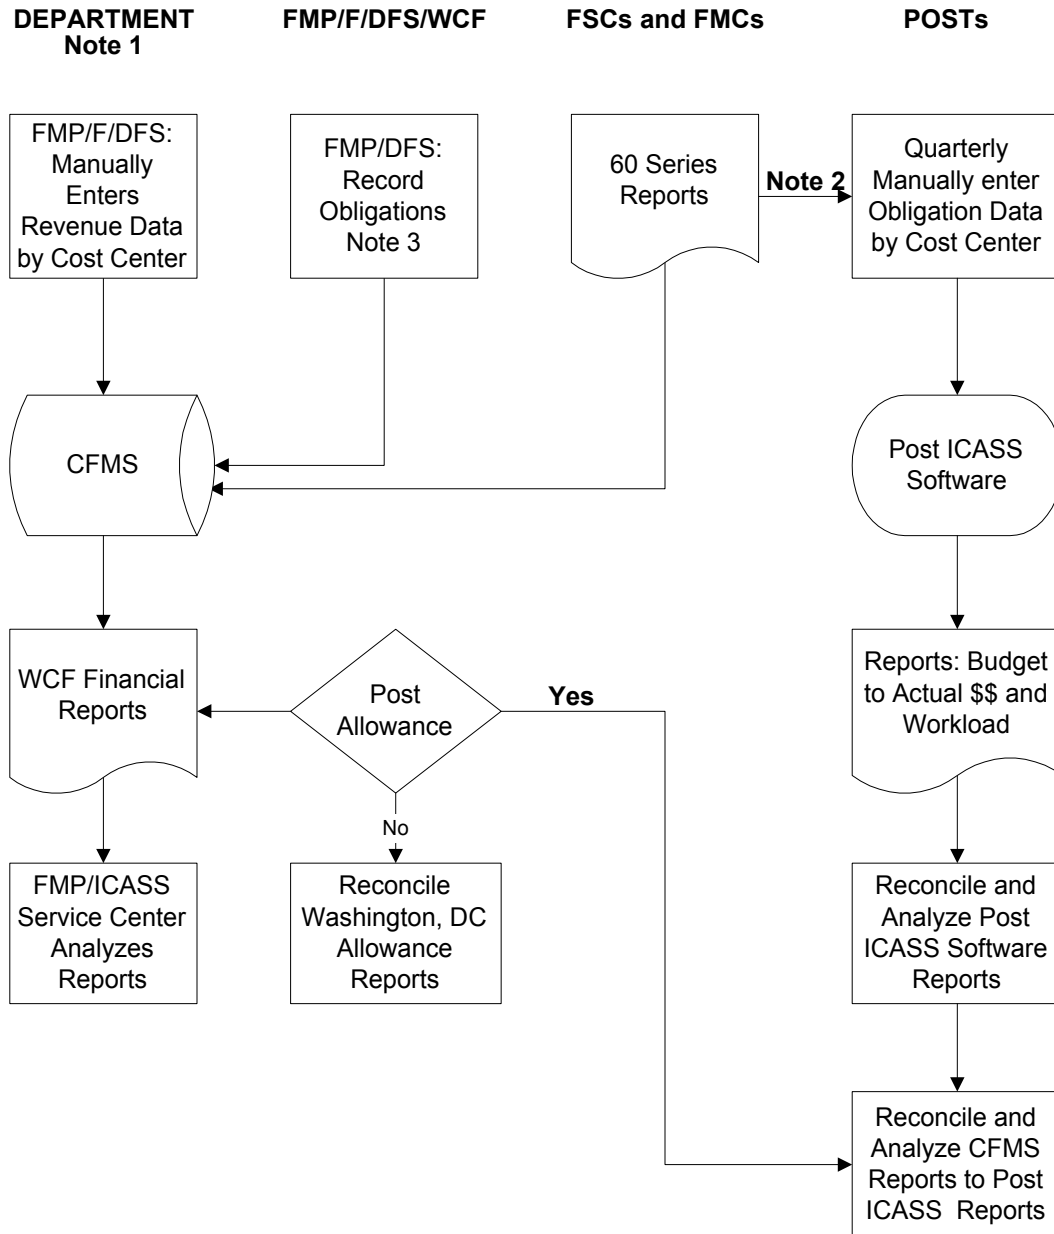 DEPARTMENT
Note 1
FMP/F/DFS/WCF
FSCs and FMCs
POSTs
FMP/F/DFS:
Manually
Enters
Revenue Data
by Cost Center
FMP/DFS:
Record
Obligations
Note 3
60 Series
Reports
Note 2
Quarterly
Manually enter
Obligation Data
by Cost Center
CFMS
Post ICASS
Software
WCF Financial
Reports
Post
Allowance
Yes
No
Reports: Budget
to Actual $$ and
Workload
FMP/ICASS
Service Center
Analyzes
Reports
Reconcile
Washington, DC
Allowance
Reports
Reconcile and
Analyze Post
ICASS Software
Reports
Reconcile and
Analyze CFMS
Reports to Post
ICASS Reports